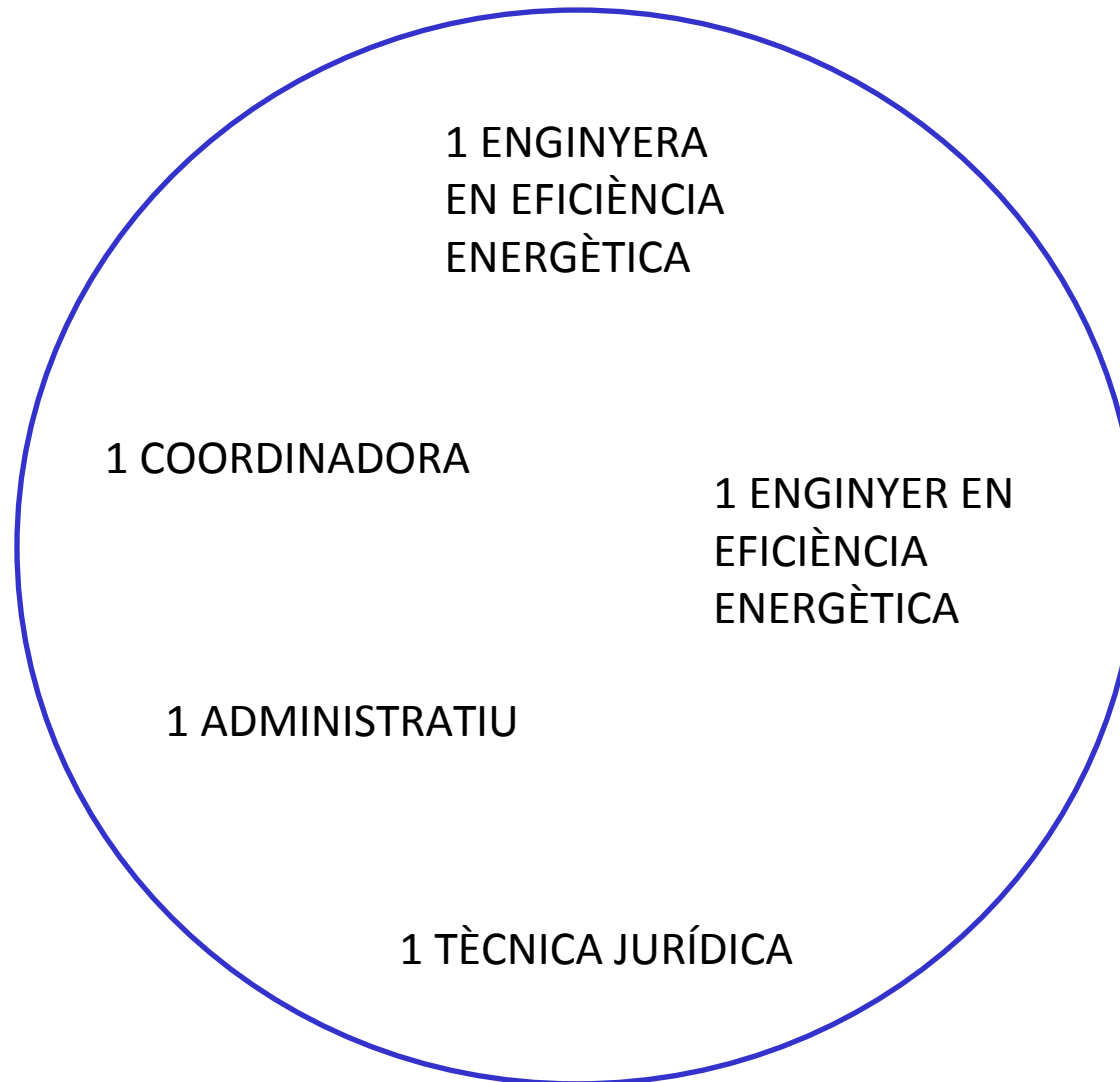 1 ENGINYERA
EN EFICIÈNCIA
ENERGÈTICA
1 COORDINADORA
1 ENGINYER EN
EFICIÈNCIA
ENERGÈTICA
1 ADMINISTRATIU
1 TÈCNICA JURÍDICA